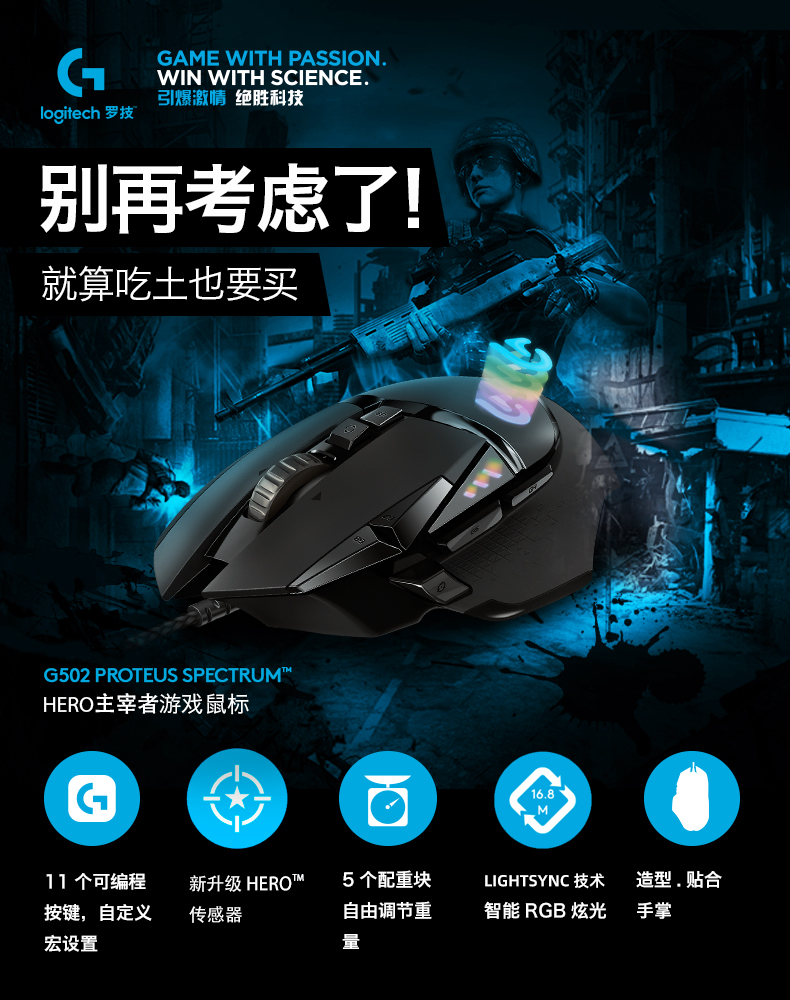 logitech 罗技
GAME WITH PASSION.
WIN WITH SCIENCE.
引爆激情 绝胜科技
别再考虑了!
就算吃土也要买
G502 PROTEUS SPECTRUM™
HERO主宰者游戏鼠标
16.8
M
11 个可编程
按键，自定义
宏设置
新升级 HERO™
传感器
5 个配重块
自由调节重
量
LIGHTSYNC 技术
智能 RGB 炫光
造型 . 贴合
手掌